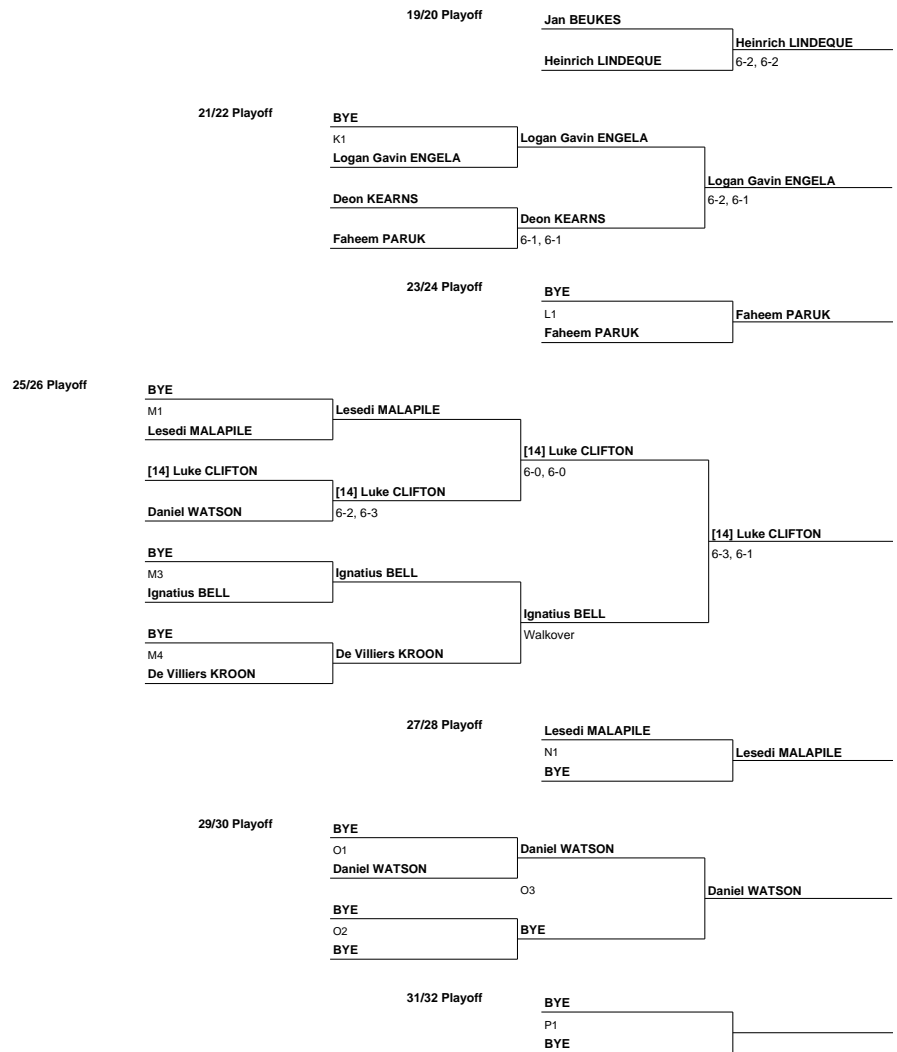 19/20 Playoff
Jan BEUKES
Heinrich LINDEQUE
Heinrich LINDEQUE
6-2, 6-2
21/22 Playoff
BYE
K1
Logan Gavin ENGELA
Logan Gavin ENGELA
Deon KEARNS
Faheem PARUK
Deon KEARNS
6-1, 6-1
Logan Gavin ENGELA
6-2, 6-1
23/24 Playoff
BYE
L1
Faheem PARUK
Faheem PARUK
25/26 Playoff
BYE
M1
Lesedi MALAPILE
Lesedi MALAPILE
[14] Luke CLIFTON
Daniel WATSON
[14] Luke CLIFTON
6-2, 6-3
[14] Luke CLIFTON
6-0, 6-0
BYE
M3
Ignatius BELL
Ignatius BELL
BYE
M4
De Villiers KROON
De Villiers KROON
Ignatius BELL
Walkover
[14] Luke CLIFTON
6-3, 6-1
27/28 Playoff
Lesedi MALAPILE
N1
BYE
Lesedi MALAPILE
29/30 Playoff
BYE
O1
Daniel WATSON
Daniel WATSON
O3
BYE
O2
BYE
BYE
Daniel WATSON
31/32 Playoff
BYE
P1
BYE